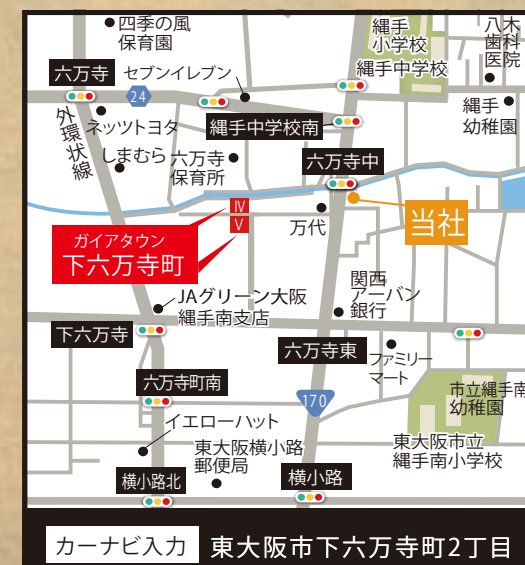 四季の風
保育園
縄手
小学校
八木
歯科
医院
縄手中学校
六万寺
セブンイレブン
24
外環状線
ネッツトヨタ
縄手中学校南
縄手
幼稚園
しまむら
六万寺
保育所
六万寺中
Ⅳ
Ⅴ
万代
当社
ガイアタウン
下六万寺町
JAグリーン大阪
縄手南支店
関西
アーバン
銀行
下六万寺
六万寺東
ファミリー
マート
六万寺町南
170
市立縄手南
幼稚園
イエローハット
東大阪横小路
郵便局
東大阪市立
縄手南小学校
横小路北
横小路
カーナビ入力
東大阪市下六万寺町2丁目